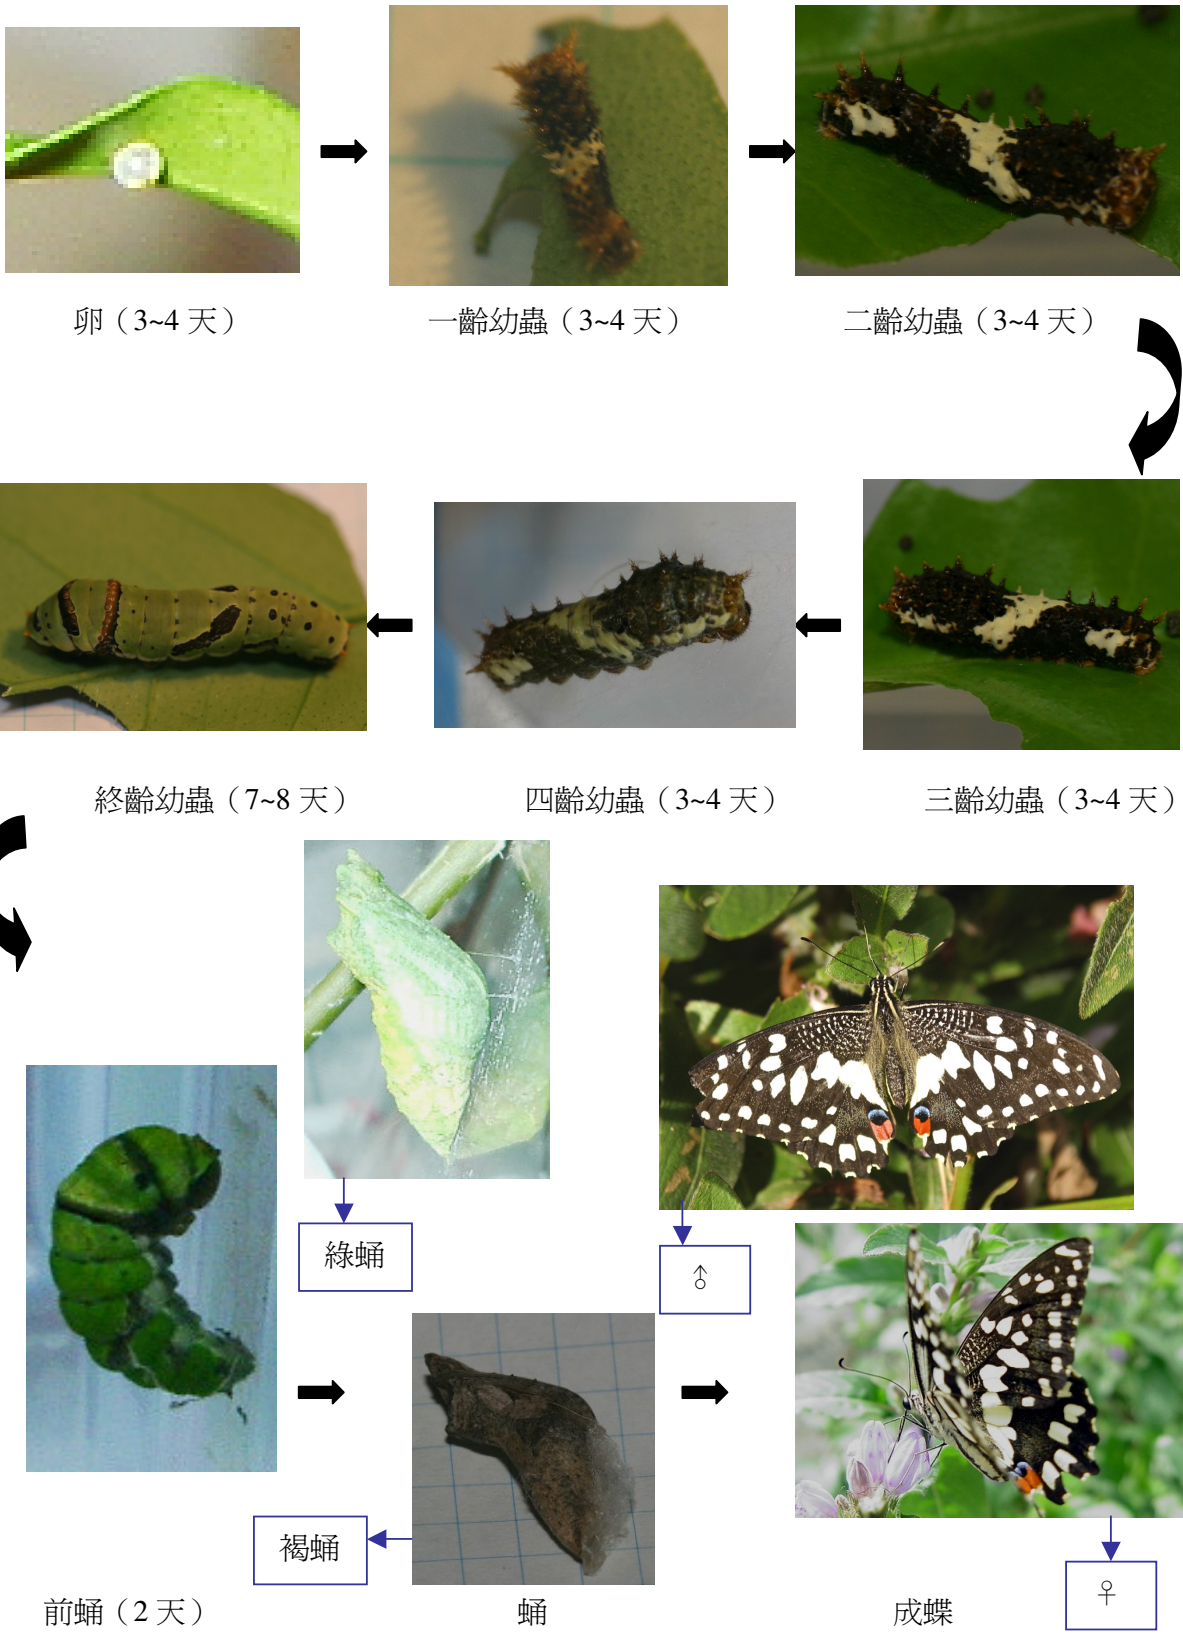 卵（3~4 天）
一齡幼蟲（3~4 天）
二齡幼蟲（3~4 天）
終齡幼蟲（7~8 天）
四齡幼蟲（3~4 天）
三齡幼蟲（3~4 天）
綠蛹
♂
褐蛹
♀
前蛹（2 天）
蛹
成蝶